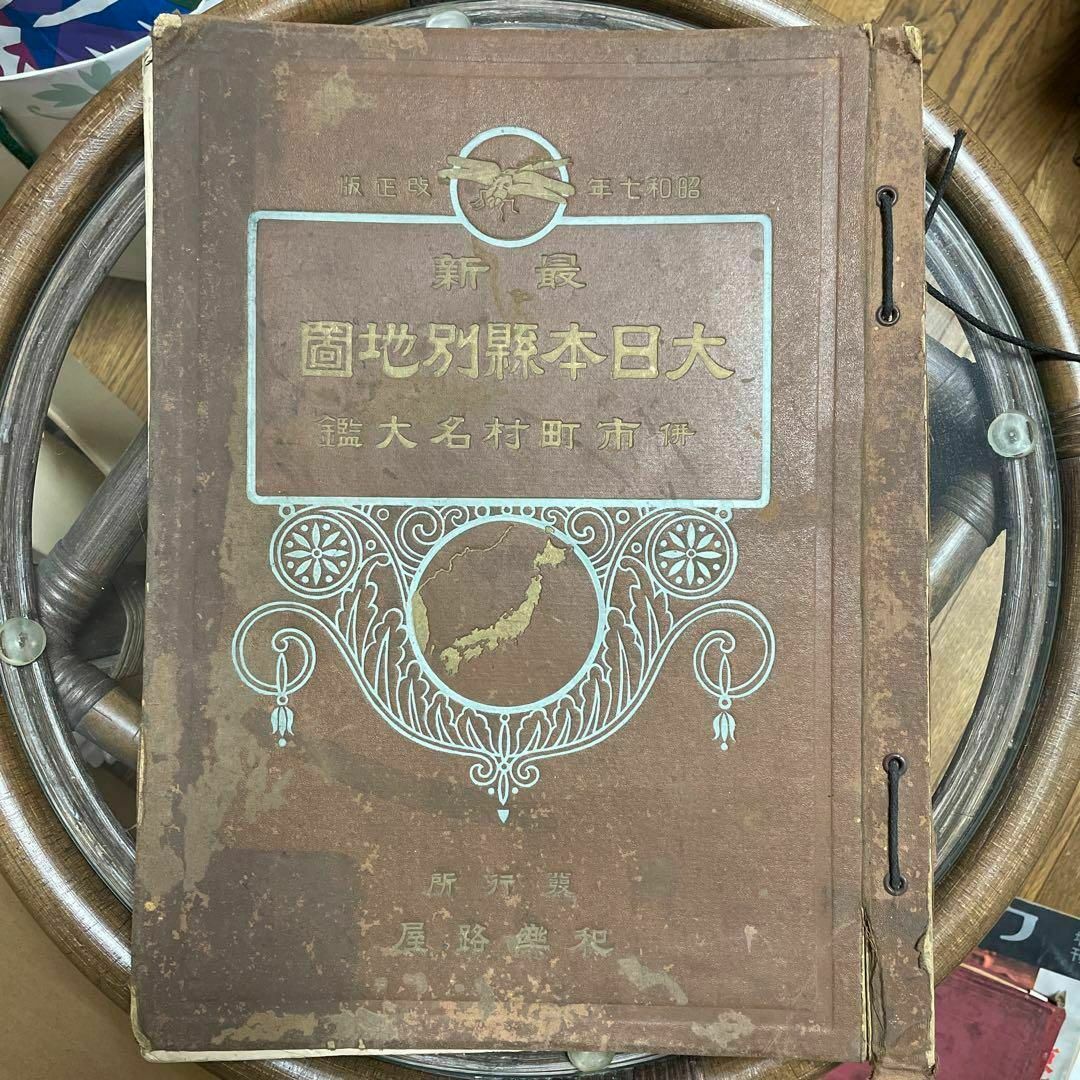 昭和七年改正版
最新
大日本縣別地圖
併市町村名大鑑
發行所
和樂路屋
刊